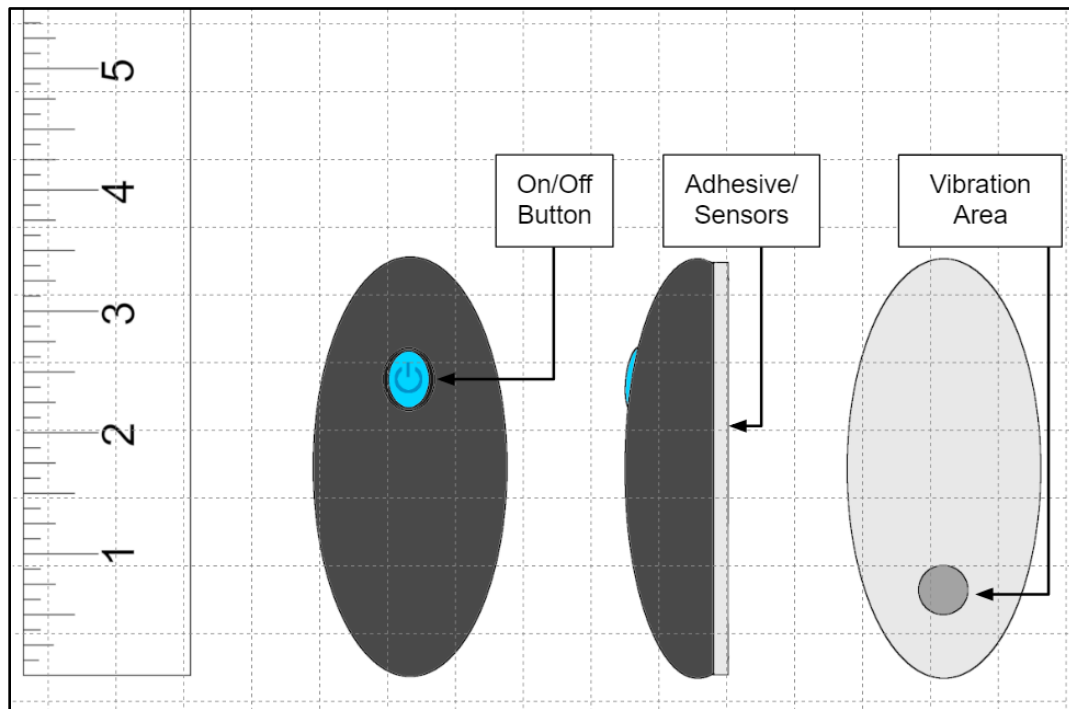 5
4
3
2
1
On/Off
Button
Adhesive/
Sensors
Vibration
Area